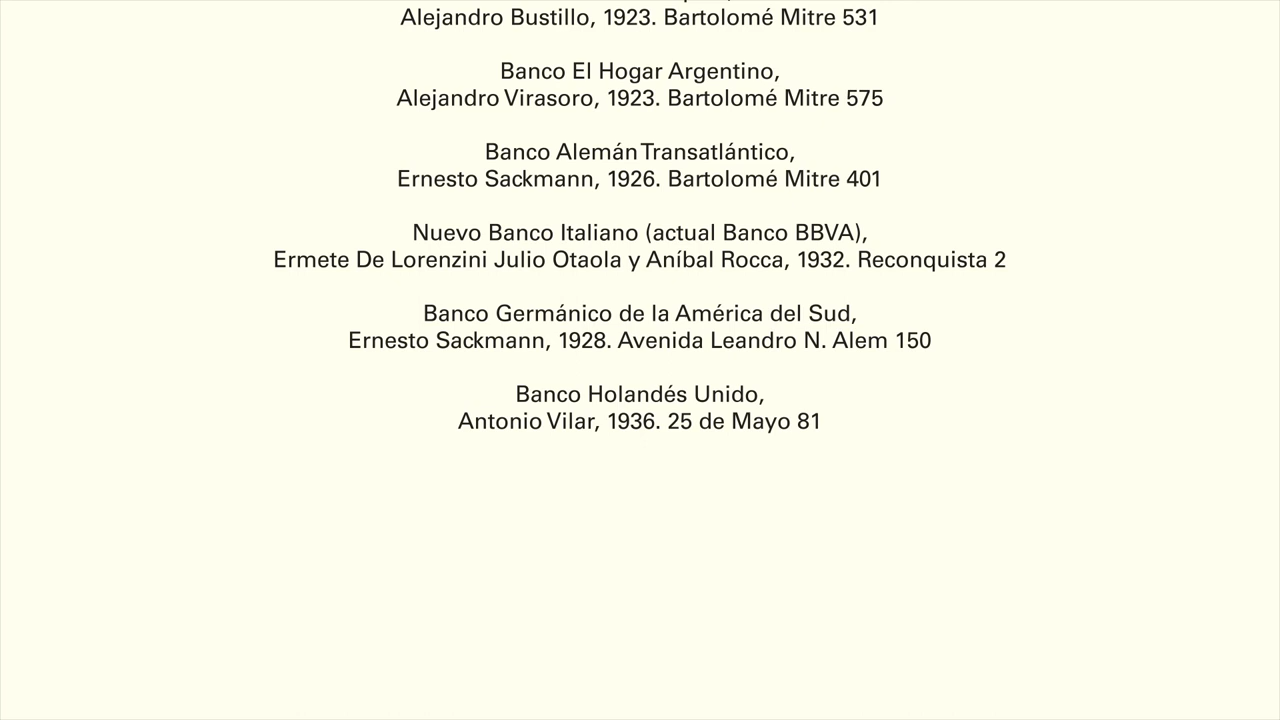 Alejandro Bustillo, 1923. Bartolomé Mitre 531
Banco El Hogar Argentino,
Alejandro Virasoro, 1923. Bartolomé Mitre 575
Banco Alemán Transatlántico,
Ernesto Sackmann, 1926. Bartolomé Mitre 401
Nuevo Banco Italiano (actual Banco BBVA),
Ermete De Lorenzini Julio Otaola y Aníbal Rocca, 1932. Reconquista 2
Banco Germánico de la América del Sud,
Ernesto Sackmann, 1928. Avenida Leandro N. Alem 150
Banco Holandés Unido,
Antonio Vilar, 1936. 25 de Mayo 81